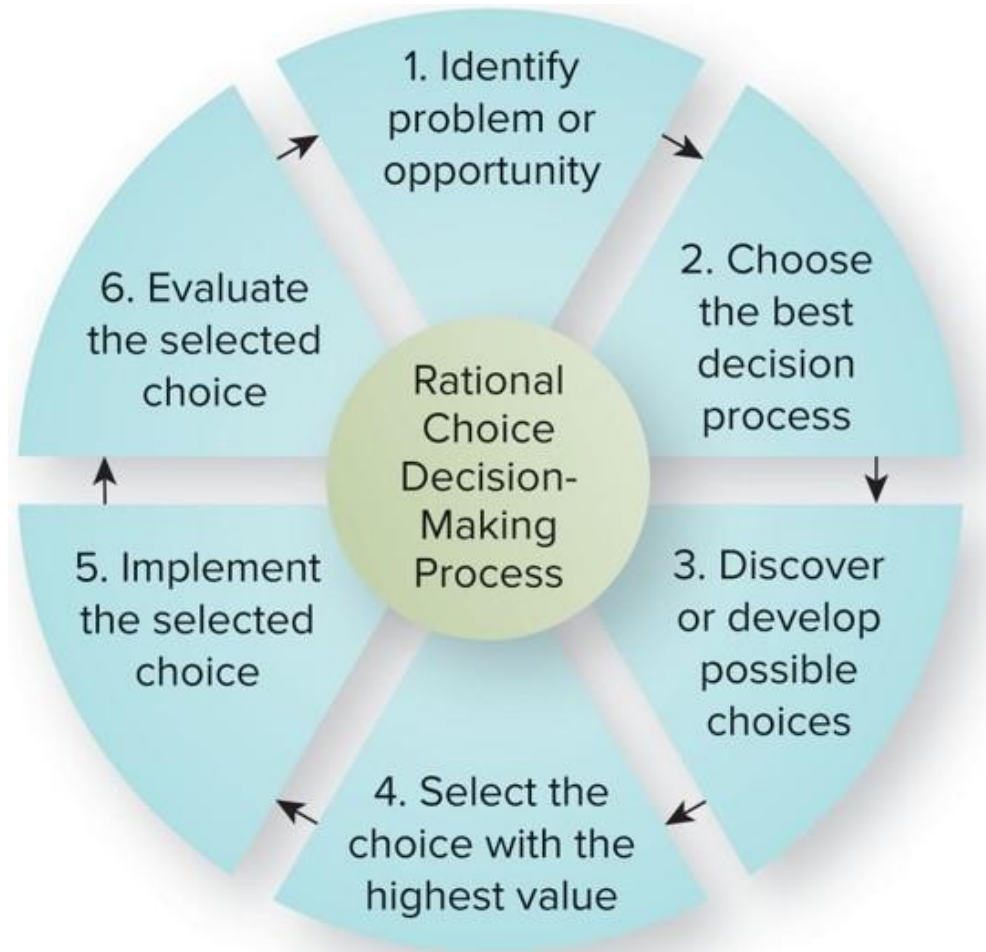 1. Identify
problem or
opportunity
2. Choose
the best
decision
process
3. Discover
or develop
possible
choices
4. Select the
choice with the
highest value
5. Implement
the selected
choice
6. Evaluate
the selected
choice
Rational
Choice
Decision-
Making
Process